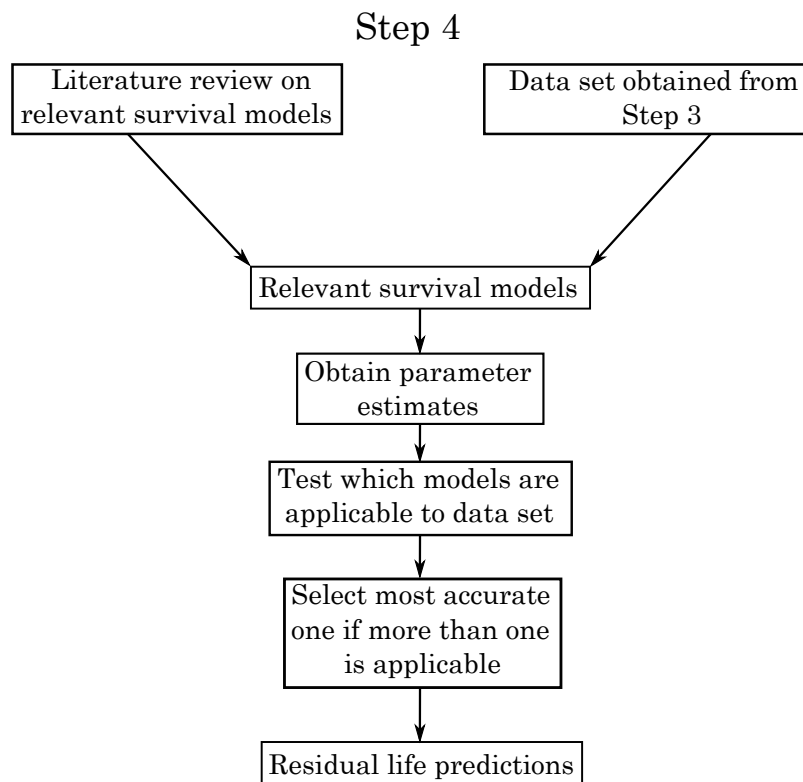 Step 4
Literature review on
relevant survival models
Data set obtained from
Step 3
Relevant survival models
Obtain parameter
estimates
Test which models are
applicable to data set
Select most accurate
one if more than one
is applicable
Residual life predictions